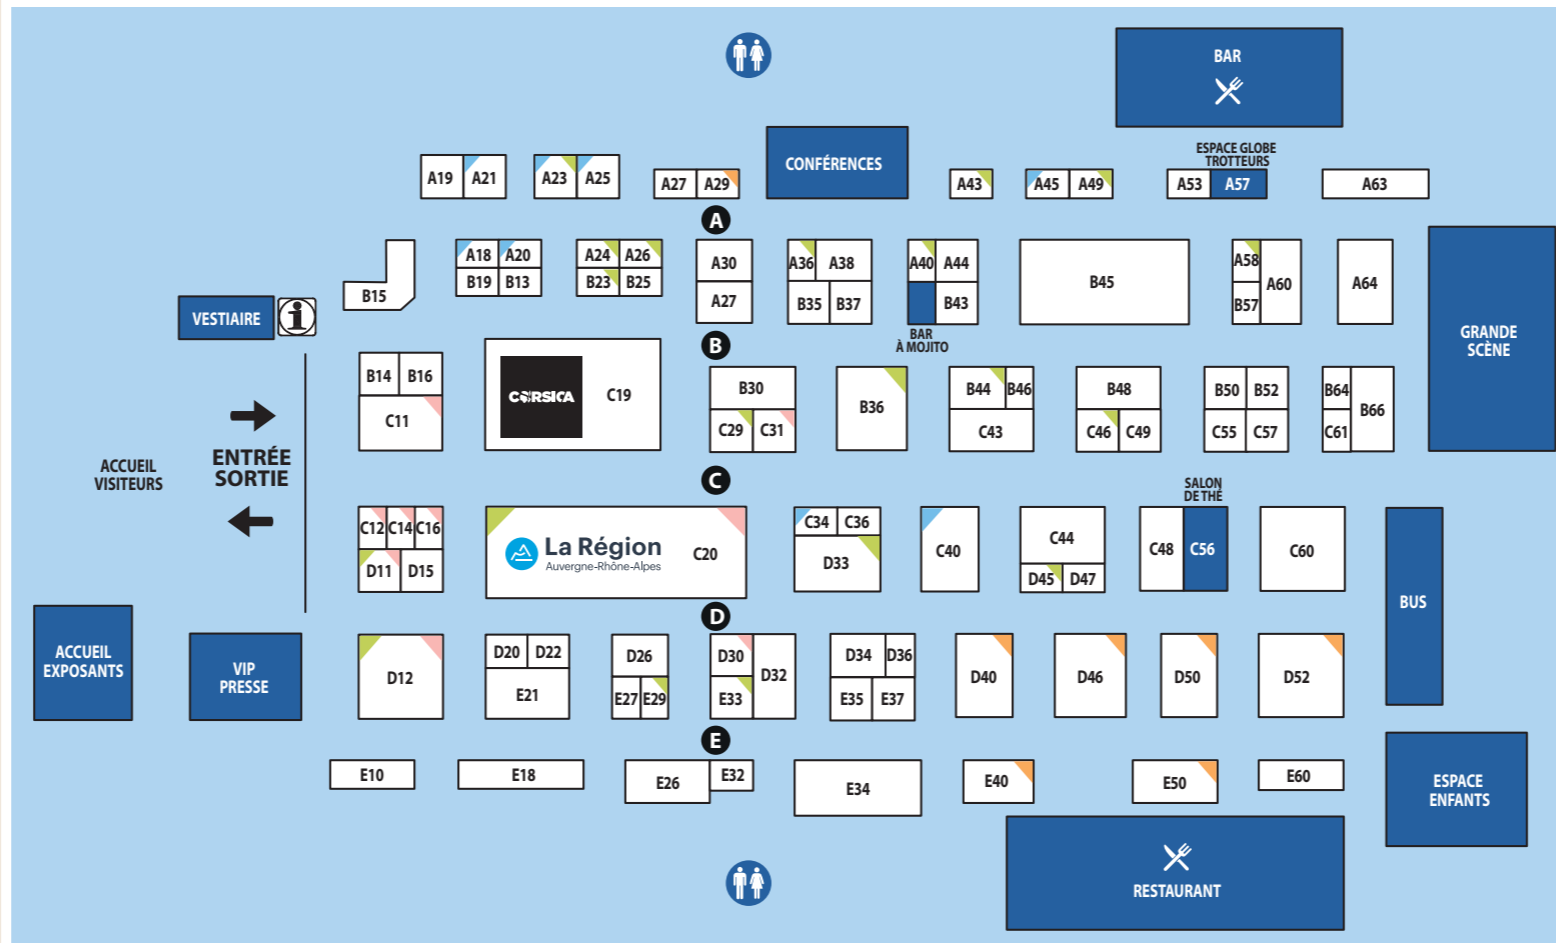 BAR
CONFÉRENCES
ESPACE GLOBE
TROTTEURS
A19 A21 A23 A25 A27 A29 A43 A45 A49 A53 A57 A63
A
A18 A20 A24 A26 A30 A36 A38 A40 A44 B45 A58 A60 A64
B15 B19 B13 B23 B25 A27 B35 B37 B43 B57
VESTIAIRE
BAR
À MOJITO
GRANDE
SCÈNE
B
B14 B16 CORSICA C19 B30 B36 B44 B46 B48 B50 B52 B64 B66
C11 C29 C31 C43 C46 C49 C55 C57 C61
ENTRÉE
SORTIE
ACCUEIL
VISITEURS
C
SALON
DE THÉ
C12 C14 C16 La Région C20 C34 C36 C40 C44 C48 C56 C60
Auvergne-Rhône-Alpes
D11 D15 D33 D45 D47
BUS
D
ACCUEIL
EXPOSANTS
VIP
PRESSE
D12 D20 D22 D26 D30 D32 D34 D36 D40 D46 D50 D52
E21 E27 E29 E33 E35 E37
E
E10 E18 E26 E32 E34 E40 E50 E60
ESPACE
ENFANTS
RESTAURANT